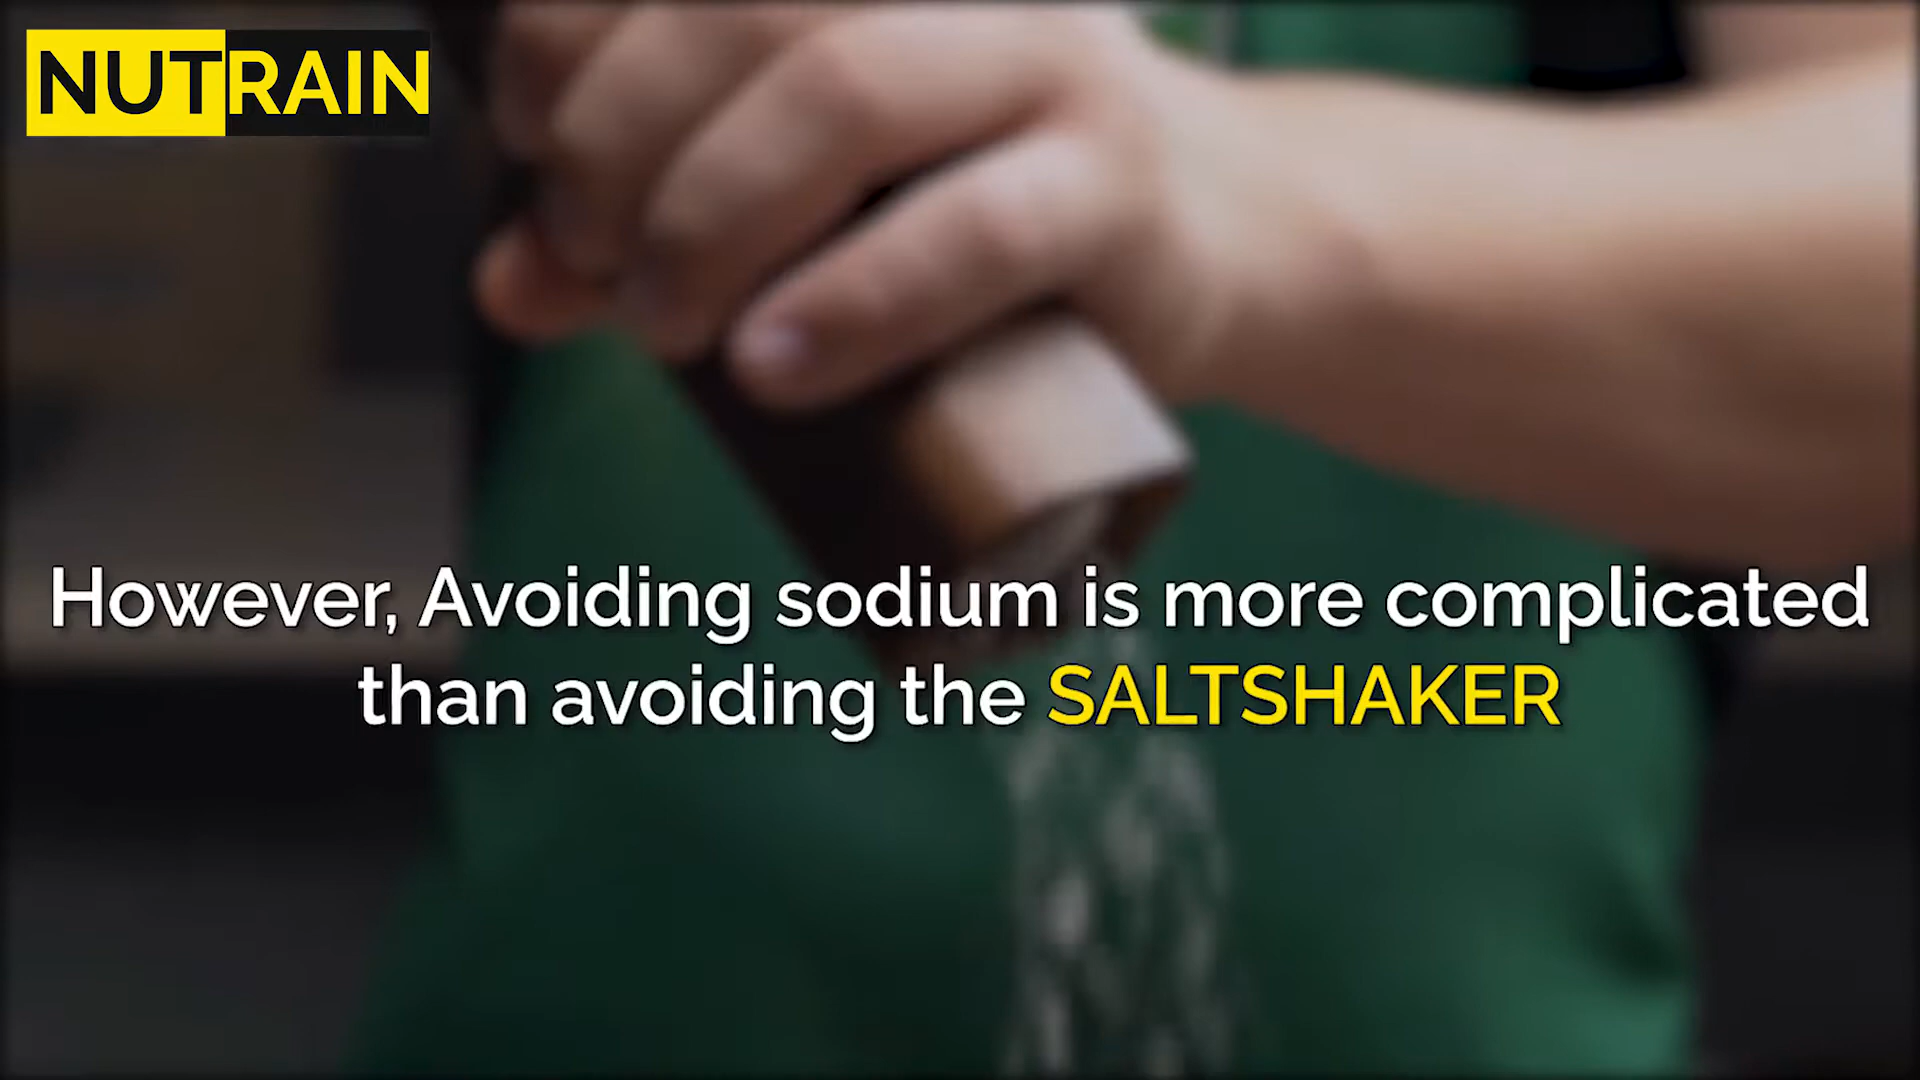 NUTRAIN
However, Avoiding sodium is more complicated
than avoiding the SALTSHAKER